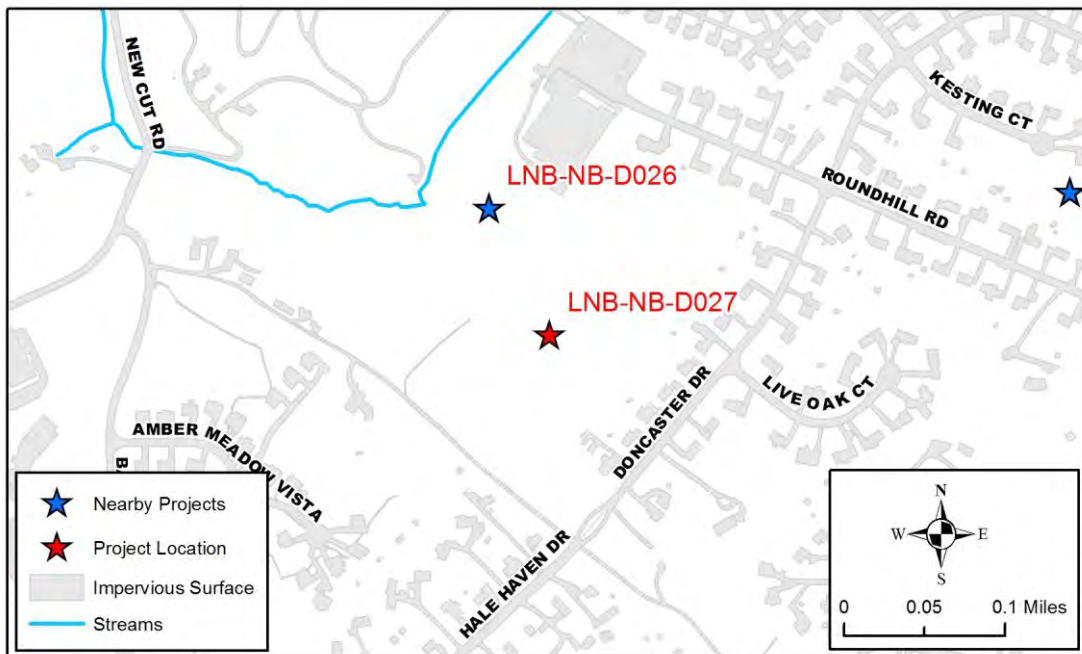 NEW CUT RD
KESTING CT
LNB-NB-D026
ROUNDHILL RD
LNB-NB-D027
DONCASTER DR
LIVE OAK CT
AMBER MEADOW VISTA
HALE HAVEN DR
Nearby Projects
Project Location
Impervious Surface
Streams
N
W E
S
0 0.05 0.1 Miles